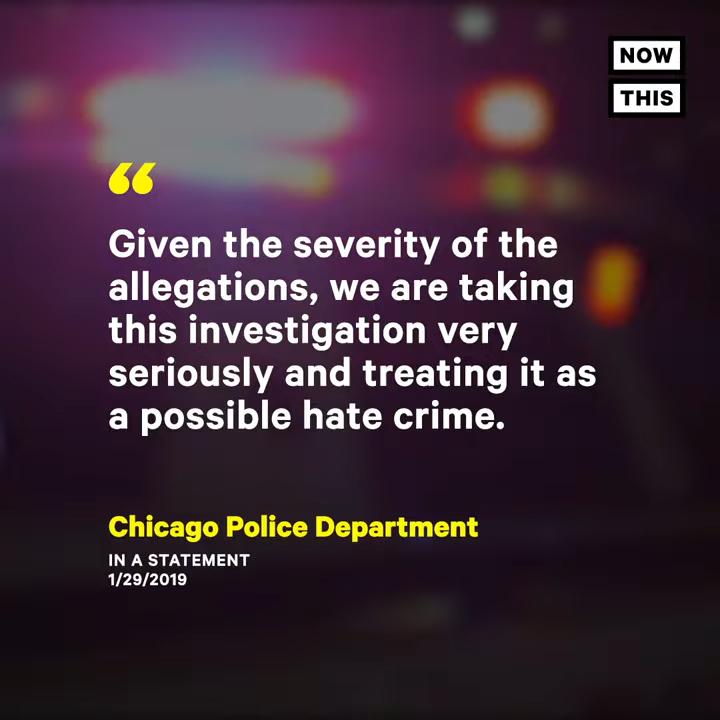 NOW
THIS
“
Given the severity of the
allegations, we are taking
this investigation very
seriously and treating it as
a possible hate crime.
Chicago Police Department
IN A STATEMENT
1/29/2019